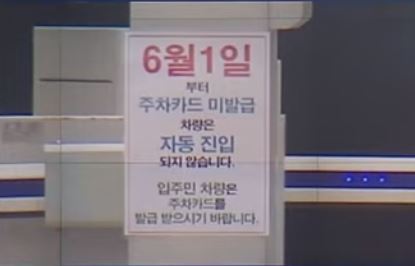 6월1일
부터
주차카드 미발급
차량은
자동 진입
되지 않습니다.
입주민 차량은
주차카드를
발급 받으시기 바랍니다.